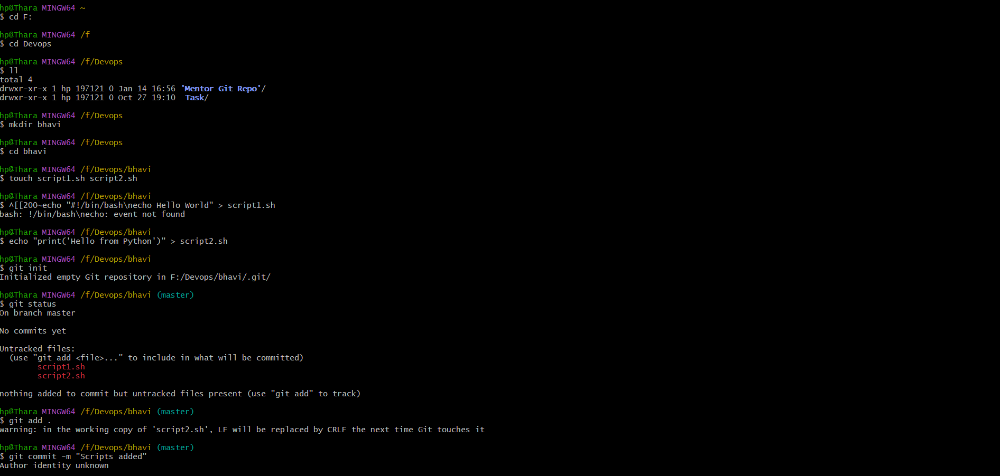 hp@Thara MINGW64 ~
$ cd F:
hp@Thara MINGW64 /f
$ cd Devops
hp@Thara MINGW64 /f/Devops
$ ll
total 4
drwxr-xr-x 1 hp 197121 0 Jan 14 16:56 'Mentor Git Repo'/
drwxr-xr-x 1 hp 197121 0 Oct 27 19:10  Task/
hp@Thara MINGW64 /f/Devops
$ mkdir bhavi
hp@Thara MINGW64 /f/Devops
$ cd bhavi
hp@Thara MINGW64 /f/Devops/bhavi
$ touch script1.sh script2.sh
hp@Thara MINGW64 /f/Devops/bhavi
$ ^[[200~echo "#!/bin/bash\necho Hello World" > script1.sh
bash: !/bin/bash\necho: event not found
hp@Thara MINGW64 /f/Devops/bhavi
$ echo "print('Hello from Python')" > script2.sh
hp@Thara MINGW64 /f/Devops/bhavi
$ git init
Initialized empty Git repository in F:/Devops/bhavi/.git/
hp@Thara MINGW64 /f/Devops/bhavi (master)
$ git status
On branch master
No commits yet
Untracked files:
  (use "git add <file>..." to include in what will be committed)
        script1.sh
        script2.sh
nothing added to commit but untracked files present (use "git add" to track)
hp@Thara MINGW64 /f/Devops/bhavi (master)
$ git add .
warning: in the working copy of 'script2.sh', LF will be replaced by CRLF the next time Git touches it
hp@Thara MINGW64 /f/Devops/bhavi (master)
$ git commit -m "Scripts added"
Author identity unknown